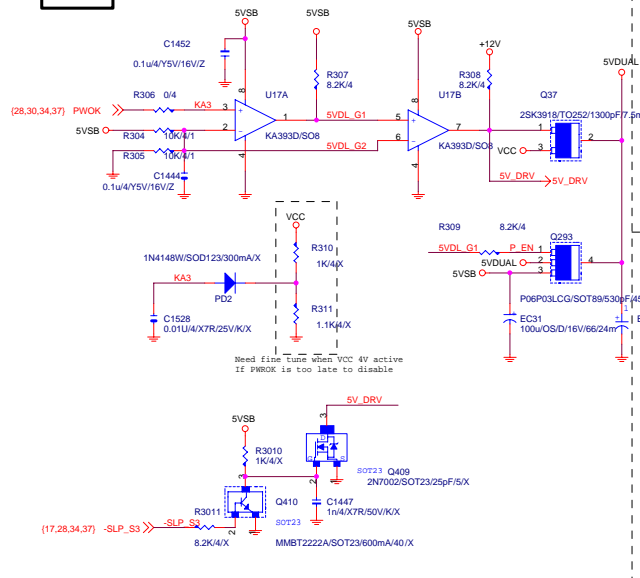 5VSB
5VSB
5VSB
C1452
+12V
0.1u/4/Y5V/16V/Z
5VDUAL
R307
8.2K/4
R308
8.2K/4
R306 0/4
U17A
U17B
Q37
2SK3918/TO252/1300pF/7.5m
{28,30,34,37} PWOK
KA3
8
3
+
1
5VDL_G1
8
5
+
7
1
5VSB
R304
10K/4/1
2
−
KA393D/SO8
5VDL_G2
6
−
KA393D/SO8
VCC
3
2
R305
10K/4/1
4
4
C1444
0.1u/4/Y5V/16V/Z
5V_DRV
5V_DRV
VCC
R309
8.2K/4
Q293
R310
1K/4/X
5VDL_G1
P_EN
1
1N4148W/SOD123/300mA/X
5VDUAL
2
4
KA3
5VSB
3
PD2
R311
1.1K/4/X
P06P03LCG/SOT89/530pF/45
C1528
0.01U/4/X7R/25V/K/X
+
EC31
100u/OS/D/16V/66/24m
+
1
E
Need fine tune when VCC 4V active
If PWROK is too late to disable
5V_DRV
5VSB
3
D
R3010
1K/4/X
G
S
SOT23
Q409
2N7002/SOT23/25pF/5/X
3
2
Q410
C1447
1n/4/X7R/50V/K/X
R3011
SOT23
{17,28,34,37} -SLP_S3
-SLP_S3
2
8.2K/4/X
MMBT2222A/SOT23/600mA/40/X